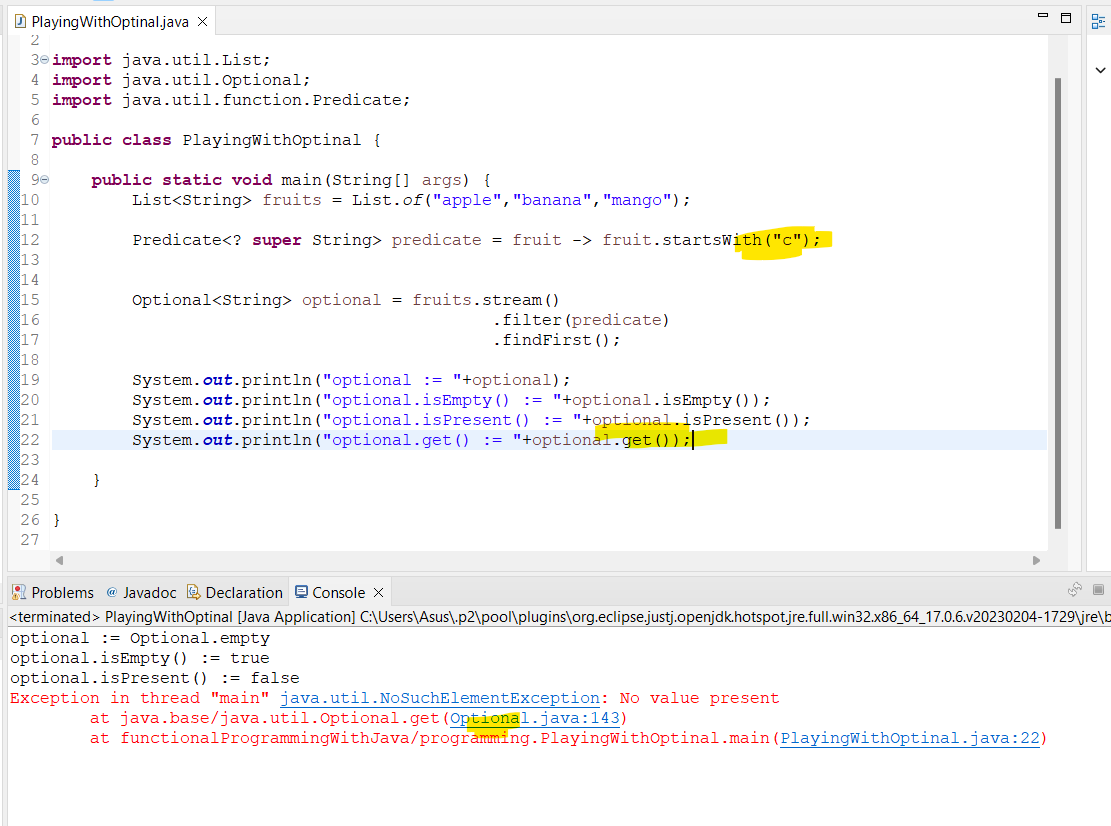 PlayingWithOptinal.java
2
3 import java.util.List;
4 import java.util.Optional;
5 import java.util.function.Predicate;
6
7 public class PlayingWithOptinal {
8
9 public static void main(String[] args) {
10 List<String> fruits = List.of("apple","banana","mango");
11
12 Predicate<? super String> predicate = fruit -> fruit.startsWith("c");
13
14
15 Optional<String> optional = fruits.stream()
16 .filter(predicate)
17 .findFirst();
18
19 System.out.println("optional := "+optional);
20 System.out.println("optional.isEmpty() := "+optional.isEmpty());
21 System.out.println("optional.isPresent() := "+optional.isPresent());
22 System.out.println("optional.get() := "+optional.get());
23
24 }
25
26 }
27
Problems @ Javadoc Declaration Console
<terminated> PlayingWithOptinal [Java Application] C:\Users\Asus\.p2\pool\plugins\org.eclipse.justj.openjdk.hotspot.jre.full.win32.x86_64_17.0.6.v20230204-1729\jre\b
optional := Optional.empty
optional.isEmpty() := true
optional.isPresent() := false
Exception in thread "main" java.util.NoSuchElementException: No value present
at java.base/java.util.Optional.get(Optional.java:143)
at functionalProgrammingWithJava/programming.PlayingWithOptinal.main(PlayingWithOptinal.java:22)